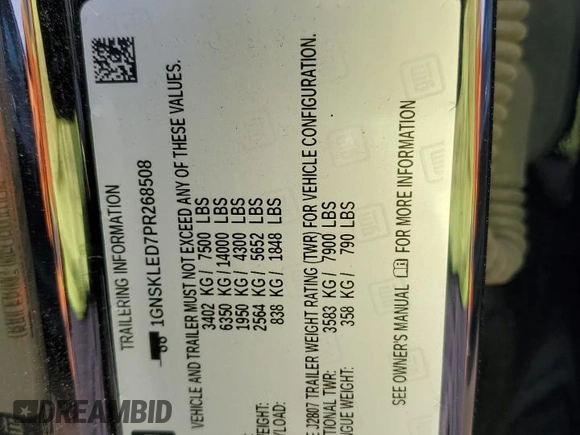 TRAILERING INFORMATION
1GNSKLED7PR268508
VEHICLE AND TRAILER MUST NOT EXCEED ANY OF THESE VALUES.
3402 KG/ 7500 LBS
6350 KG/ 14000 LBS
1950 KG/ 4300 LBS
2564 KG/ 5652 LBS
838 KG/ 1848 LBS
J2807 TRAILER WEIGHT RATING (TWR) FOR VEHICLE CONFIGURATION.
TIONAL TWR: 3583 KG/ 7900 LBS
GUE WEIGHT: 358 KG/ 790 LBS
SEE OWNER'S MANUAL FOR MORE INFORMATION
gm
DREAMBID